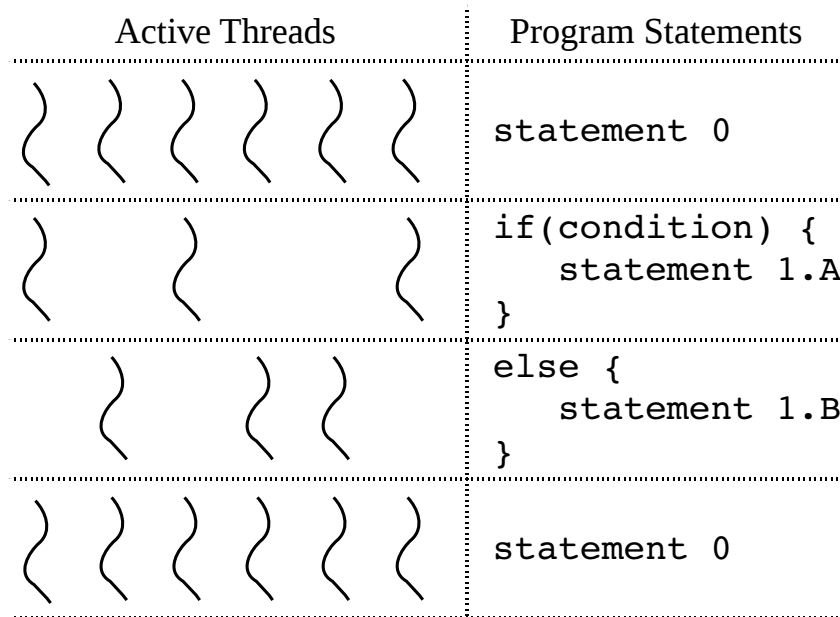 Active Threads
Program Statements
statement 0
if(condition) {
statement 1.A
}
else {
statement 1.B
}
statement 0